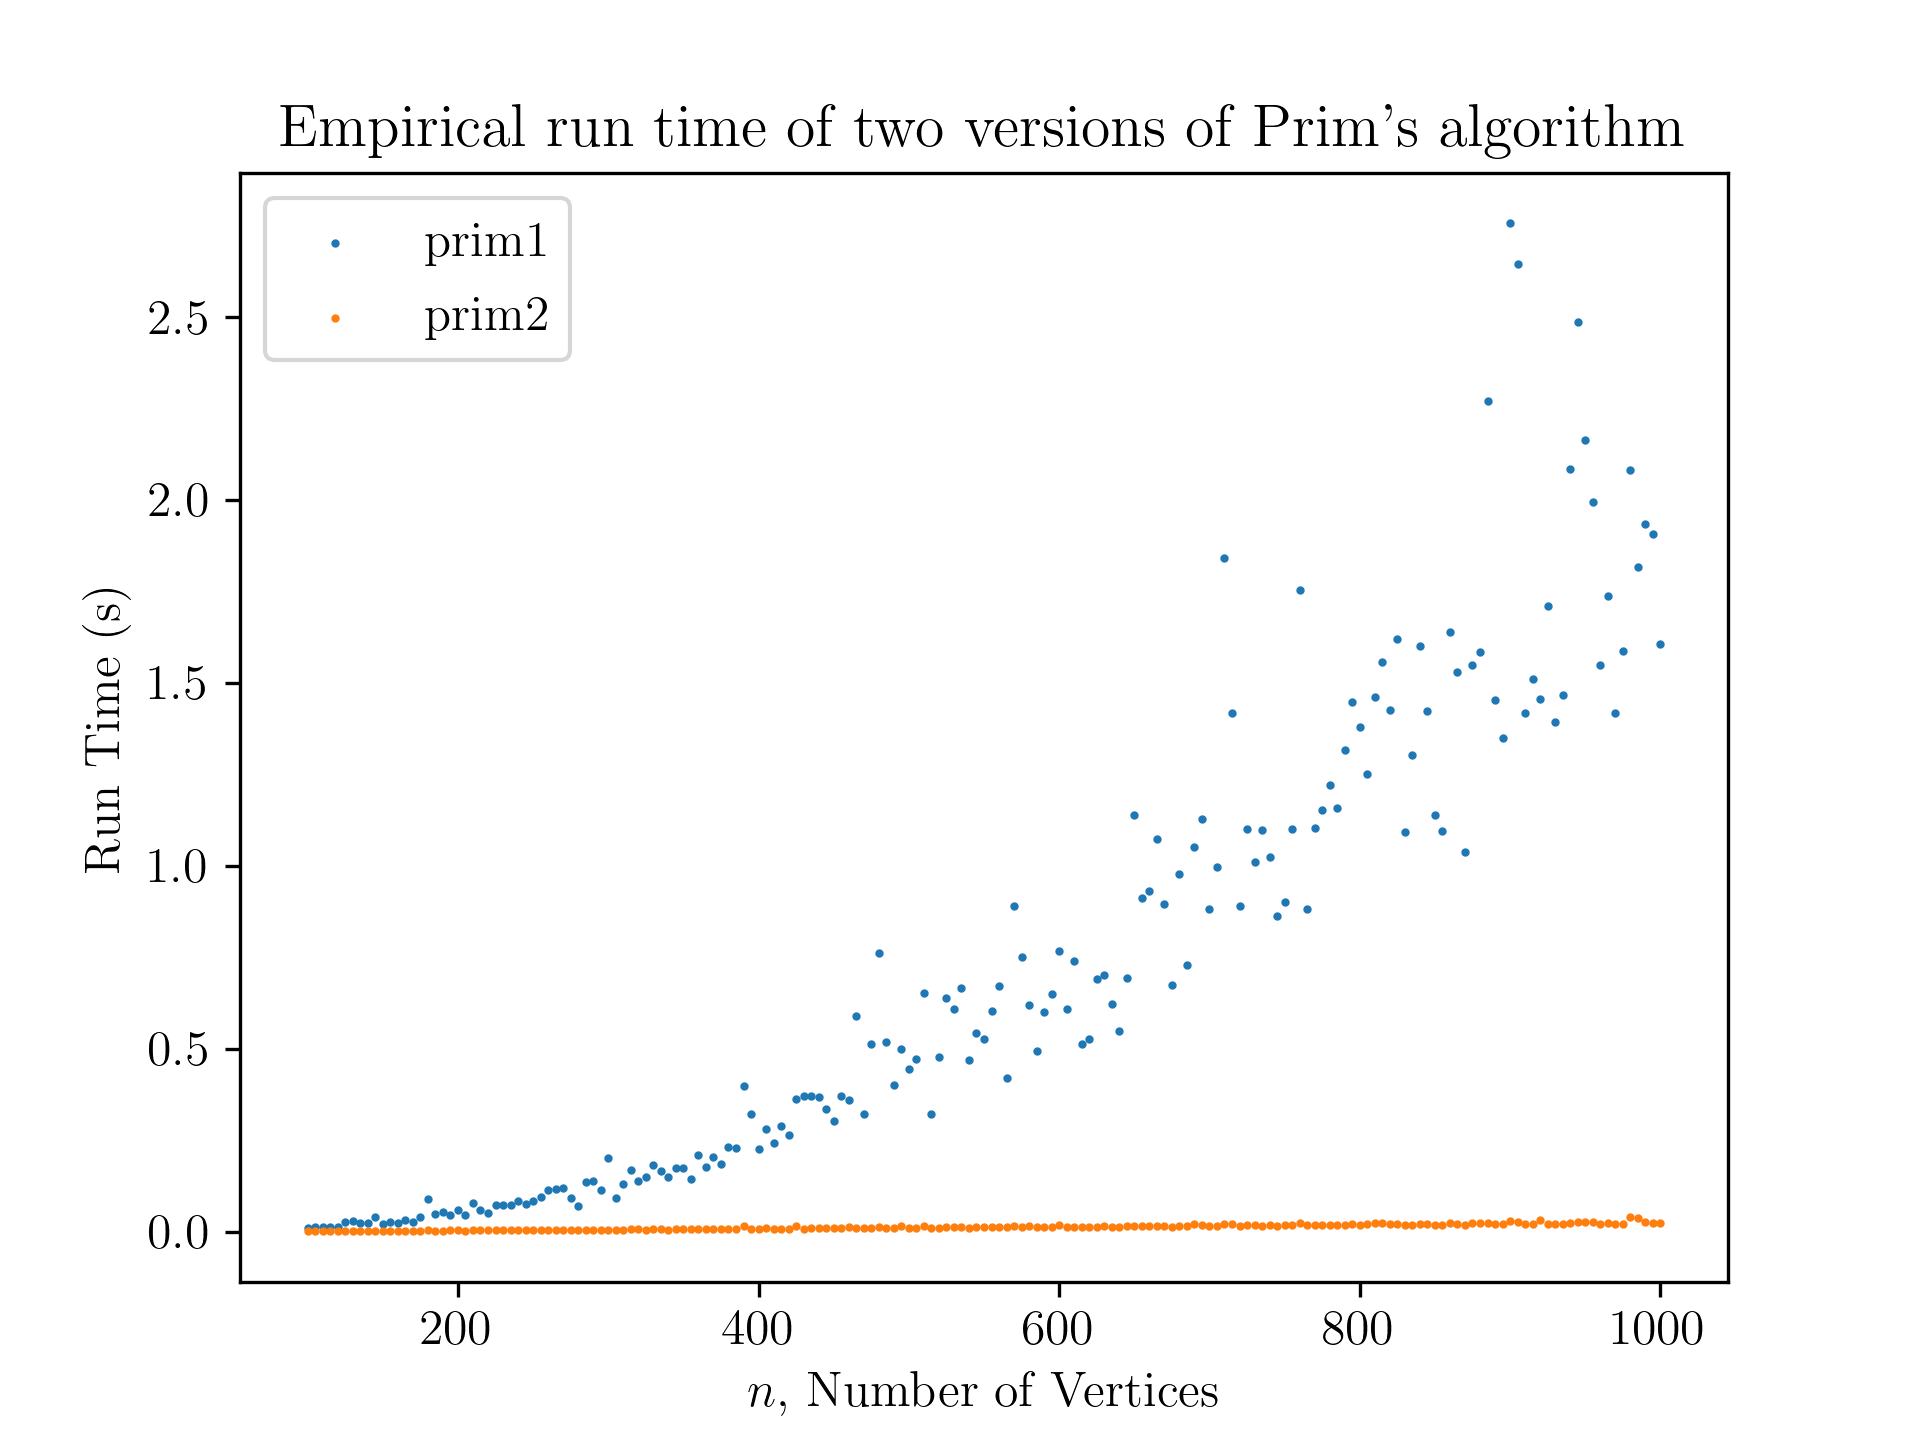 Empirical run time of two versions of Prim's algorithm
prim1
prim2
2.5
2.0
1.5
1.0
0.5
0.0
Run Time (s)
200 400 600 800 1000
n, Number of Vertices